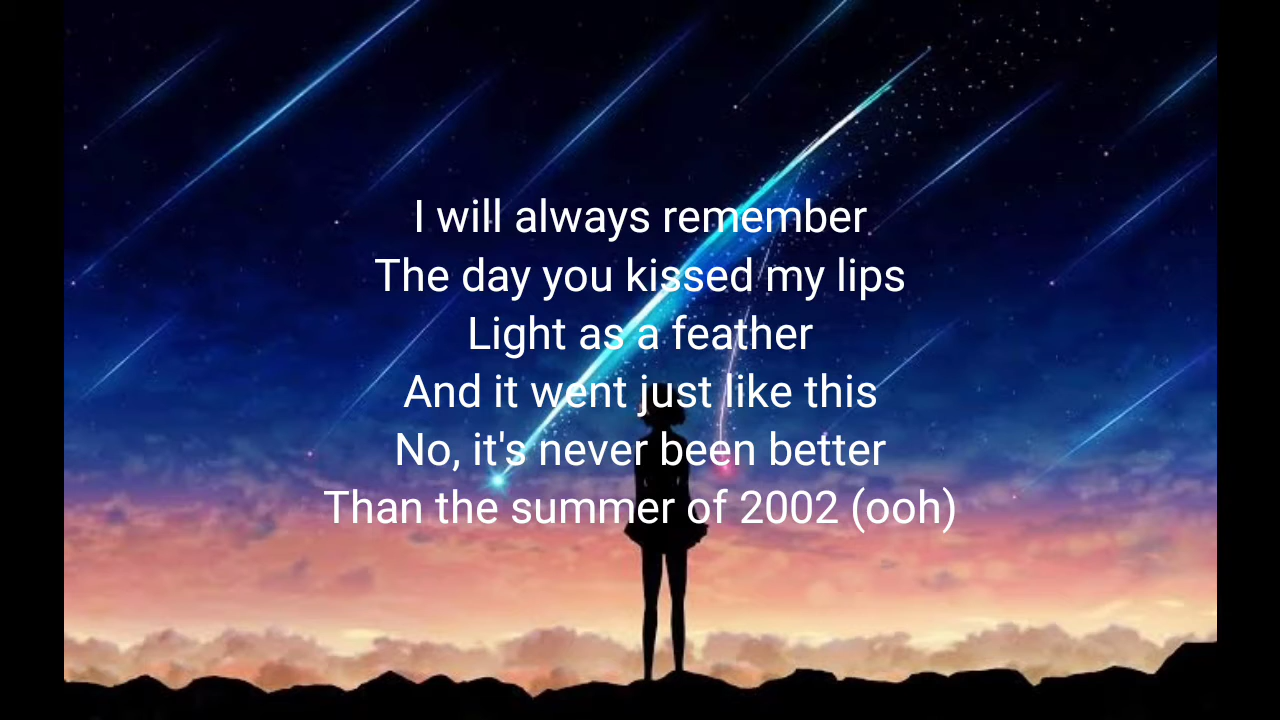 I will always remember
The day you kissed my lips
Light as a feather
And it went just like this
No, it's never been better
Than the summer of 2002 (ooh)